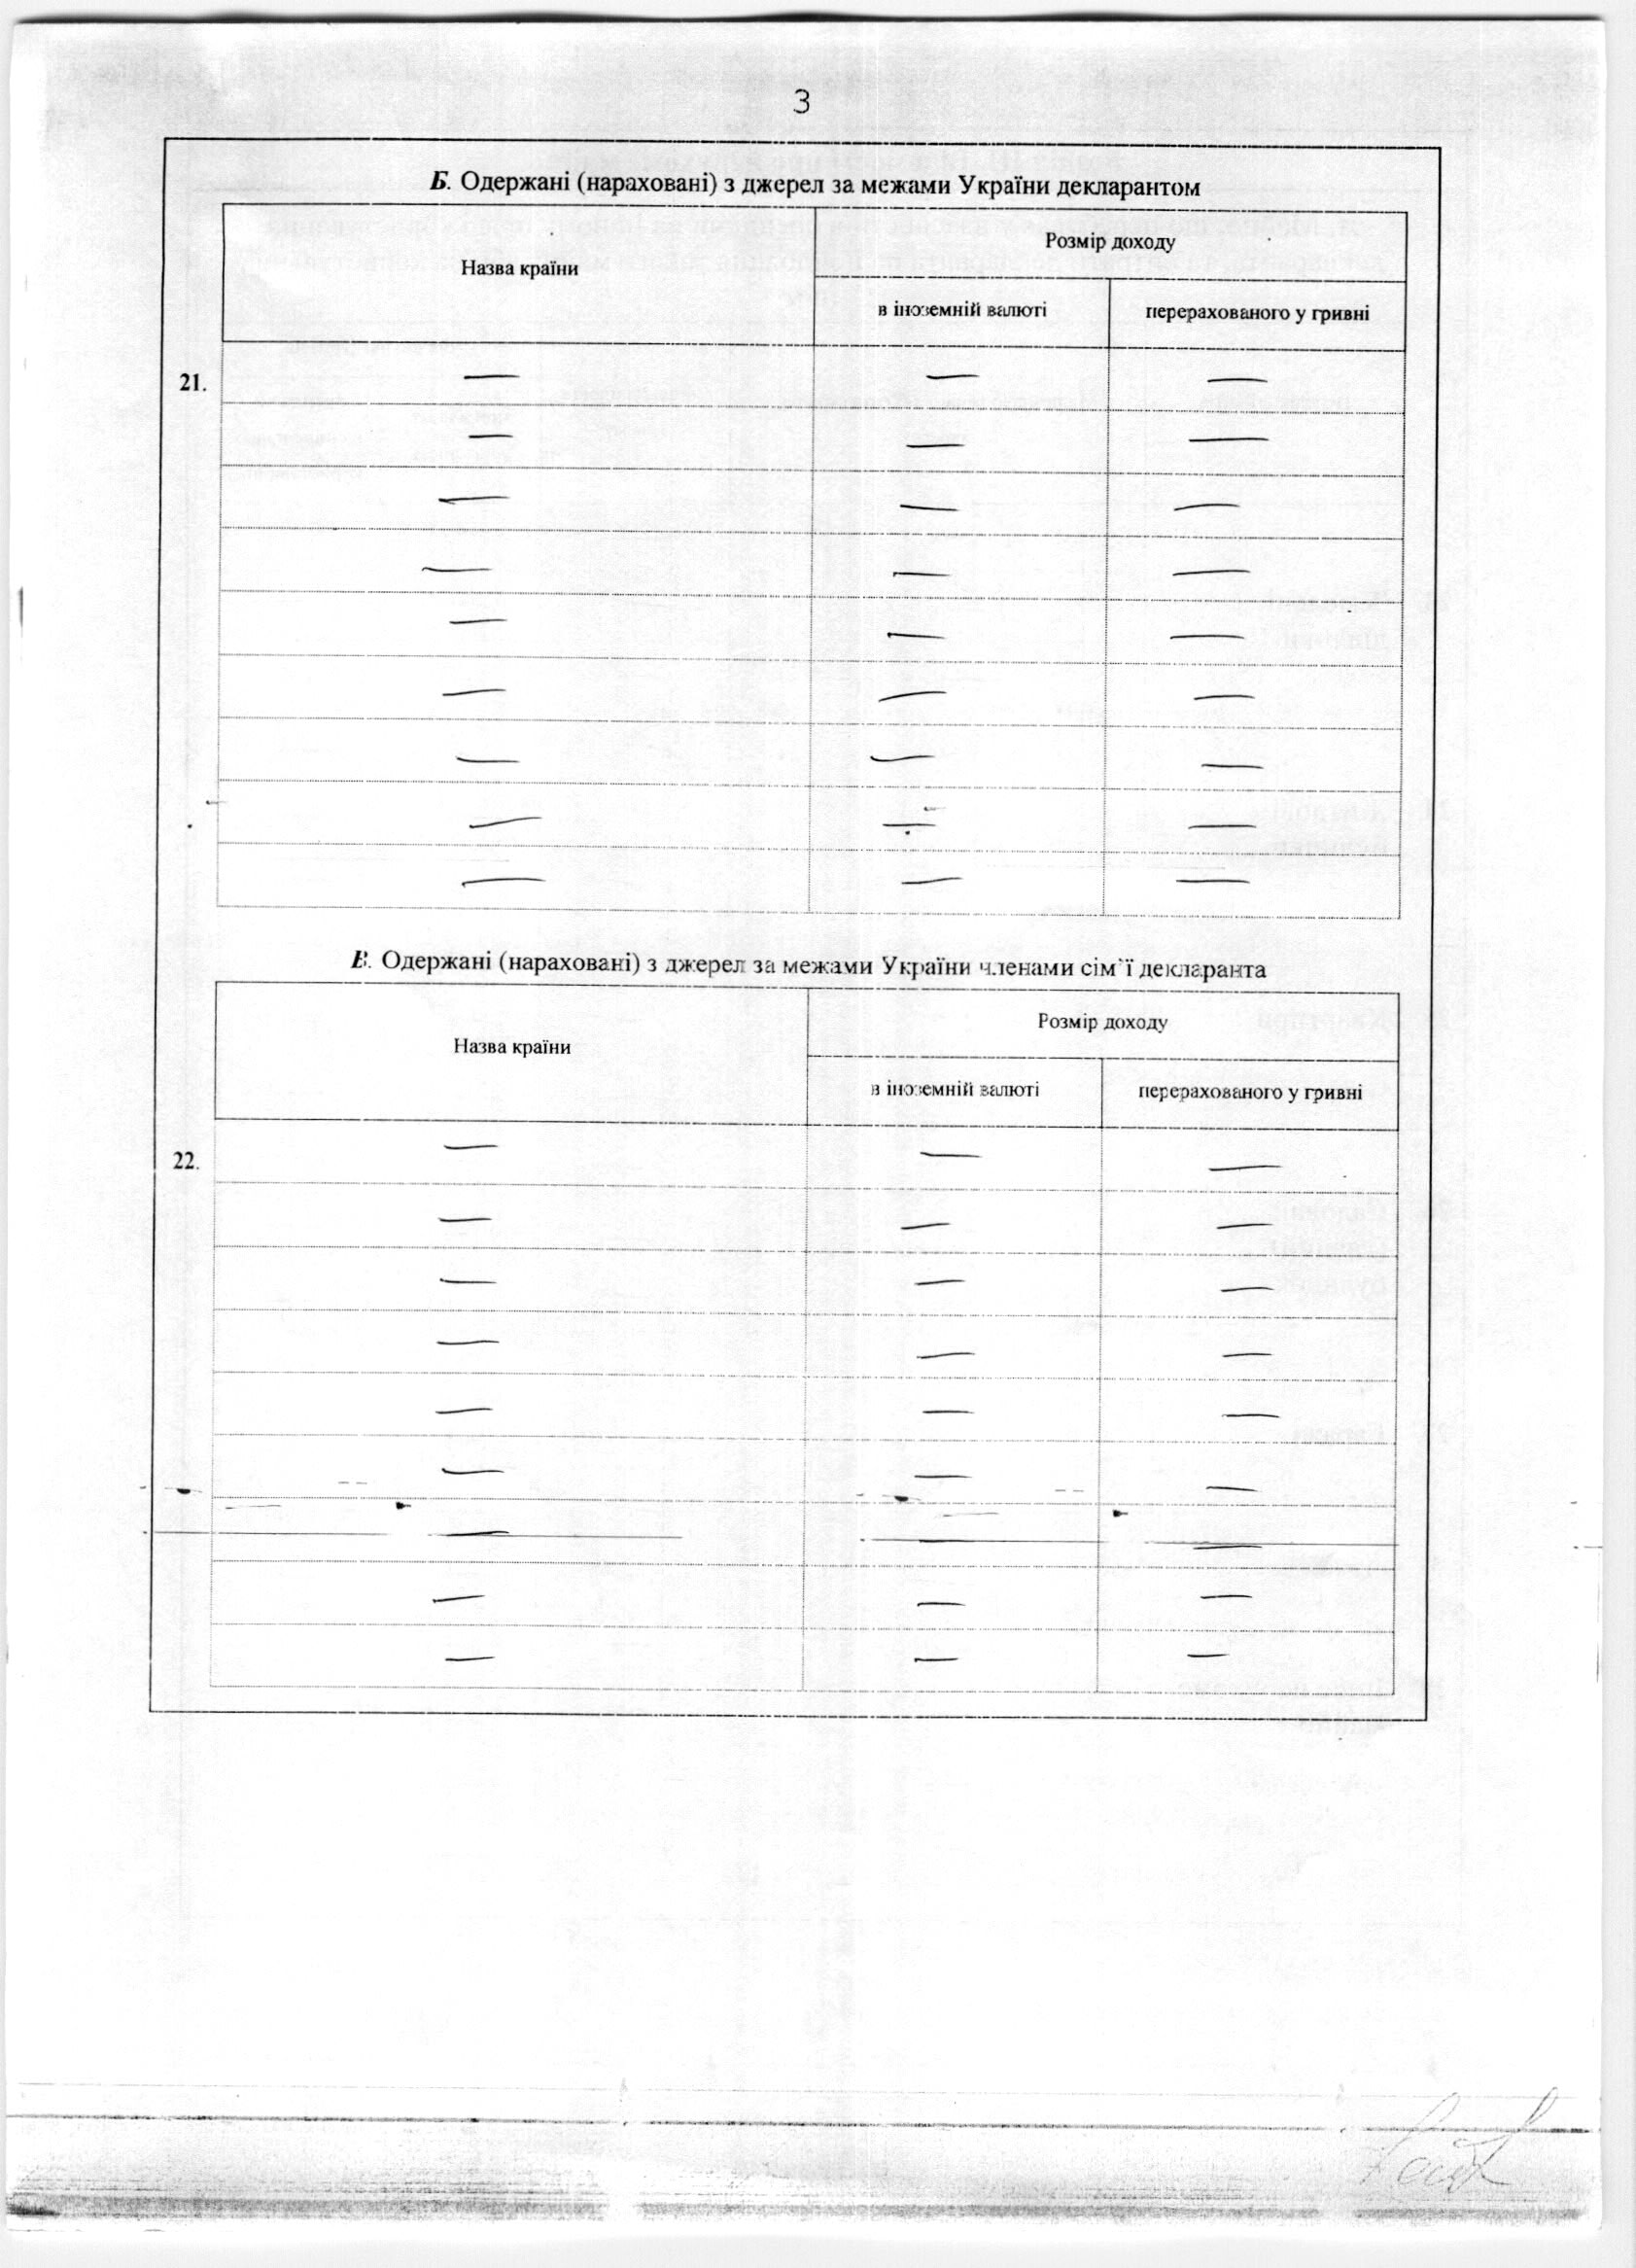 3
Б. Одержані (нараховані) з джерел за межами України декларантом
Назва країни
Розмір доходу
в іноземній валюті
перерахованого у гривні
21.
— — —
— — —
— — —
— — —
— — —
— — —
— — —
— — —
— — —
В. Одержані (нараховані) з джерел за межами України членами сім'ї декларанта
Назва країни
Розмір доходу
в іноземній валюті
перерахованого у гривні
22.
— — —
— — —
— — —
— — —
— — —
— — —
— — —
— — —
— — —